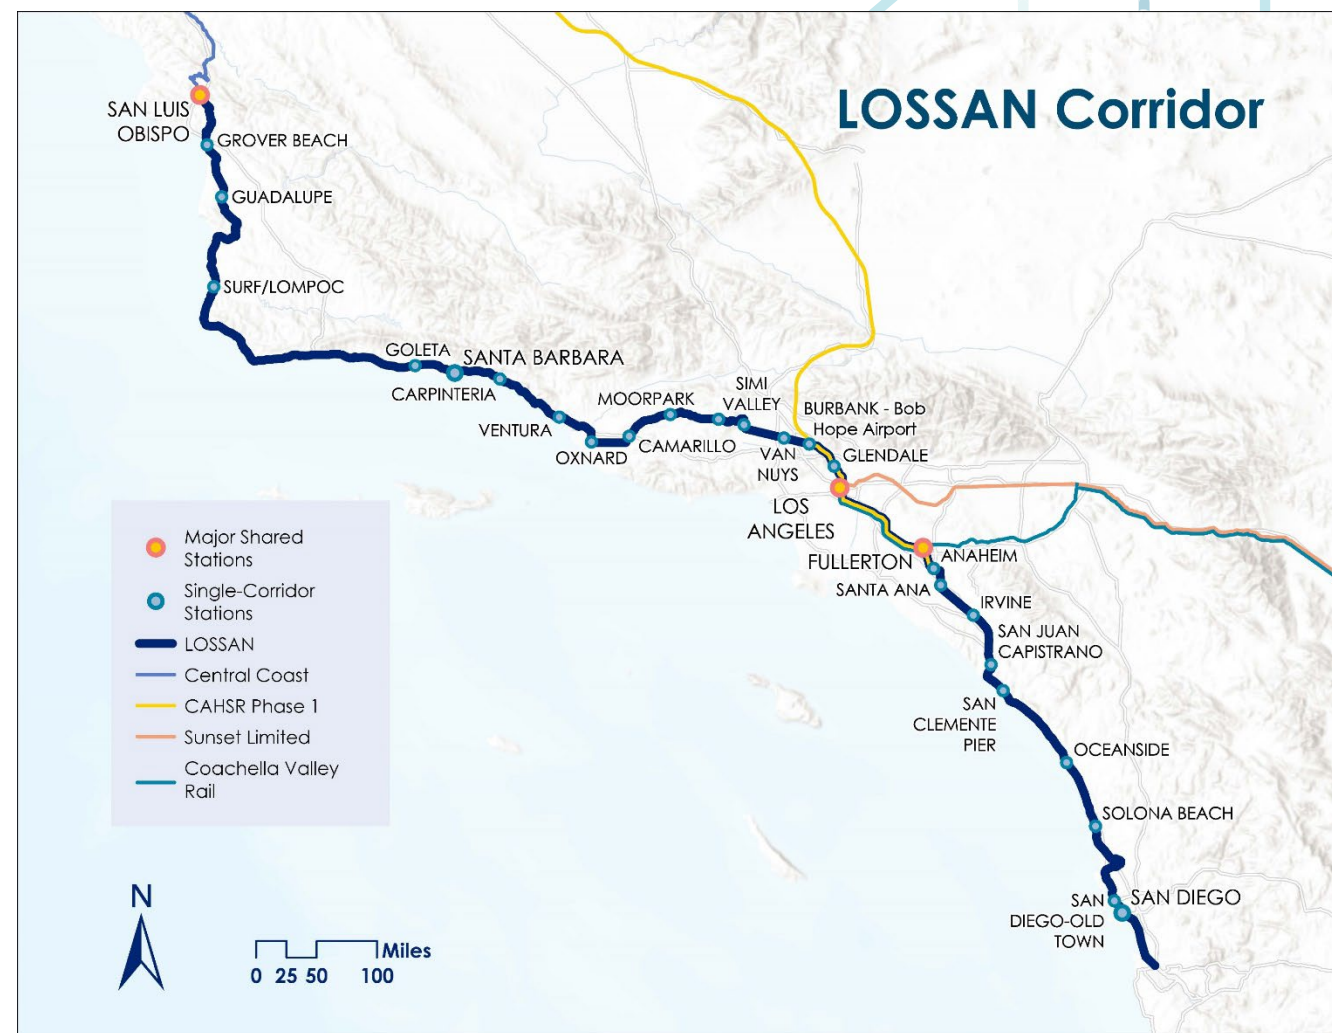 LOSSAN Corridor
SAN LUIS
OBISPO
GROVER BEACH
GUADALUPE
SURF/LOMPOC
GOLETA
SANTA BARBARA
CARPINTERIA
VENTURA
OXNARD
CAMARILLO
MOORPARK
SIMI
VALLEY
VAN
NUYS
BURBANK - Bob
Hope Airport
GLENDALE
LOS
ANGELES
FULLERTON
ANAHEIM
SANTA ANA
IRVINE
SAN JUAN
CAPISTRANO
SAN
CLEMENTE
PIER
OCEANSIDE
SOLONA BEACH
SAN
DIEGO-OLD
TOWN
SAN DIEGO
Major Shared
Stations
Single-Corridor
Stations
LOSSAN
Central Coast
CAHSR Phase 1
Sunset Limited
Coachella Valley
Rail
N
Miles
0 25 50 100